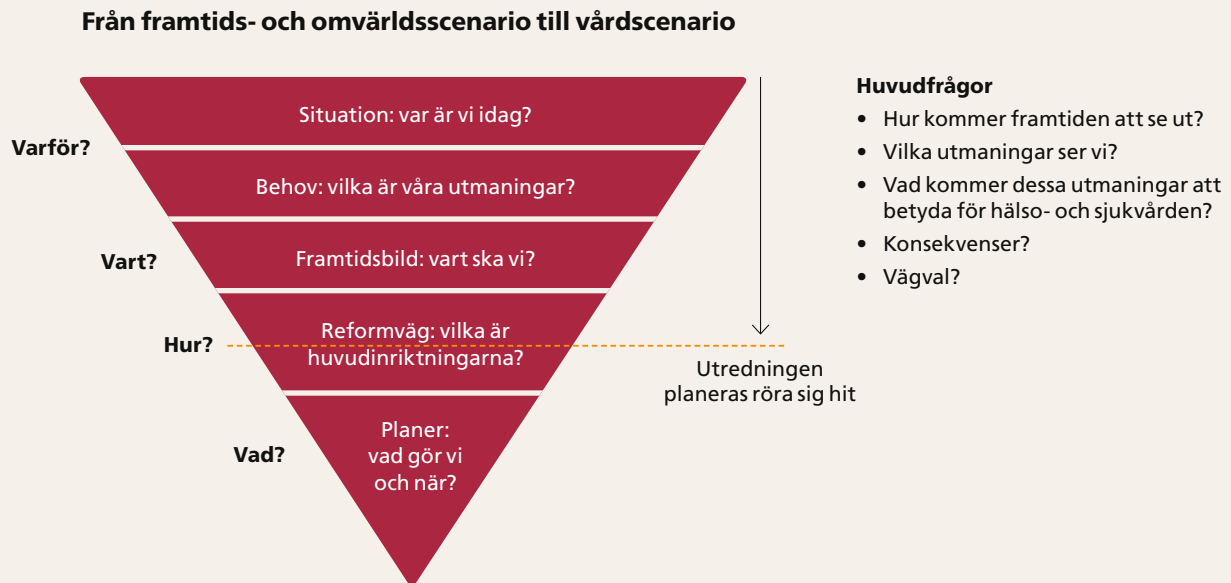 Från framtids- och omvärldsscenario till vårdscenario
Varför?
Situation: var är vi idag?
Behov: vilka är våra utmaningar?
Vart?
Framtidsbild: vart ska vi?
Hur?
Reformväg: vilka är
huvudinriktningarna?
Vad?
Planer:
vad gör vi
och när?
Utredningen
planeras röra sig hit
Huvudfrågor
• Hur kommer framtiden att se ut?
• Vilka utmaningar ser vi?
• Vad kommer dessa utmaningar att
betyda för hälso- och sjukvården?
• Konsekvenser?
• Vägval?